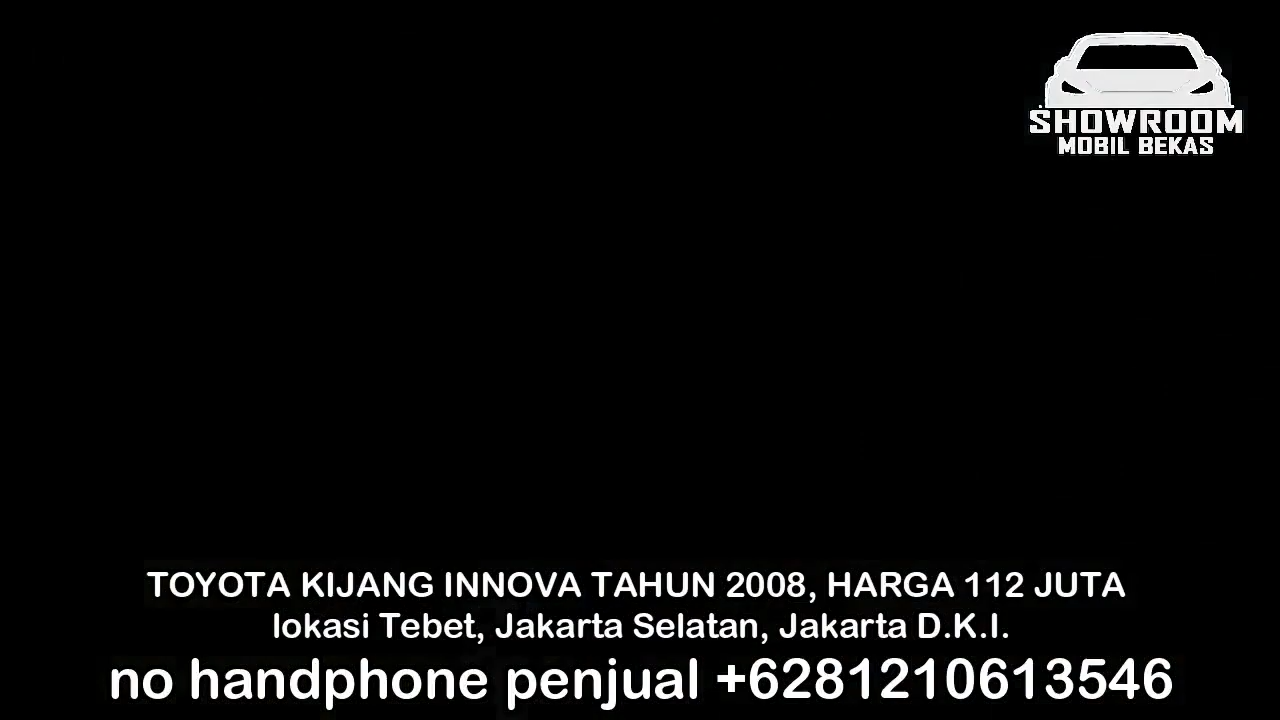 SHOWROOM
MOBIL BEKAS
TOYOTA KIJANG INNOVA TAHUN 2008, HARGA 112 JUTA
lokasi Tebet, Jakarta Selatan, Jakarta D.K.I.
no handphone penjual +6281210613546